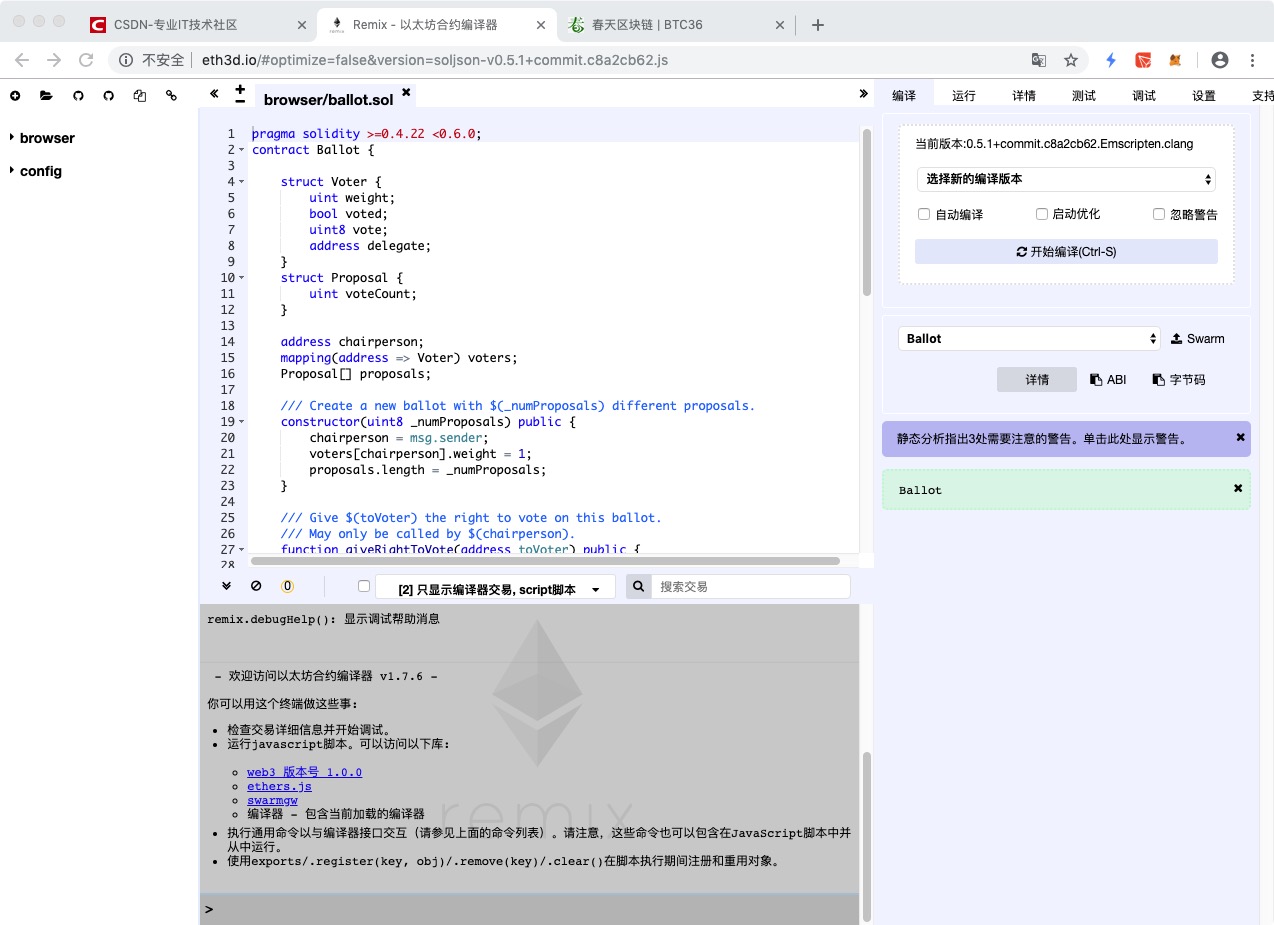 CSDN-专业IT技术社区
Remix - 以太坊合约编译器
春天区块链 | BTC36
不安全 eth3d.io/#optimize=false&version=soljson-v0.5.1+commit.c8a2cb62.js
browser
config
browser/ballot.sol
1 pragma solidity >=0.4.22 <0.6.0;
2 contract Ballot {
3
4 struct Voter {
5 uint weight;
6 bool voted;
7 uint8 vote;
8 address delegate;
9 }
10 struct Proposal {
11 uint voteCount;
12 }
13
14 address chairperson;
15 mapping(address => Voter) voters;
16 Proposal[] proposals;
17
18 /// Create a new ballot with $(_numProposals) different proposals.
19 constructor(uint8 _numProposals) public {
20 chairperson = msg.sender;
21 voters[chairperson].weight = 1;
22 proposals.length = _numProposals;
23 }
24
25 /// Give $(toVoter) the right to vote on this ballot.
26 /// May only be called by $(chairperson).
27 function giveRightToVote(address toVoter) public {
28
0
[2] 只显示编译器交易, script脚本
搜索交易
remix.debugHelp(): 显示调试帮助消息
- 欢迎访问以太坊合约编译器 v1.7.6 -
你可以用这个终端做这些事:
检查交易详细信息并开始调试。
运行javascript脚本。可以访问以下库:
web3 版本号 1.0.0
ethers.js
swarmgw
编译器 - 包含当前加载的编译器
执行通用命令以与编译器接口交互（请参见上面的命令列表）。请注意，这些命令也可以包含在JavaScript脚本中并
从中运行。
使用exports/.register(key, obj)/.remove(key)/.clear()在脚本执行期间注册和重用对象。
remix
>
编译 运行 详情 测试 调试 设置 支持
当前版本:0.5.1+commit.c8a2cb62.Emscripten.clang
选择新的编译版本
自动编译 启动优化 忽略警告
开始编译(Ctrl-S)
Ballot
Swarm
详情 ABI 字节码
静态分析指出3处需要注意的警告。单击此处显示警告。
Ballot